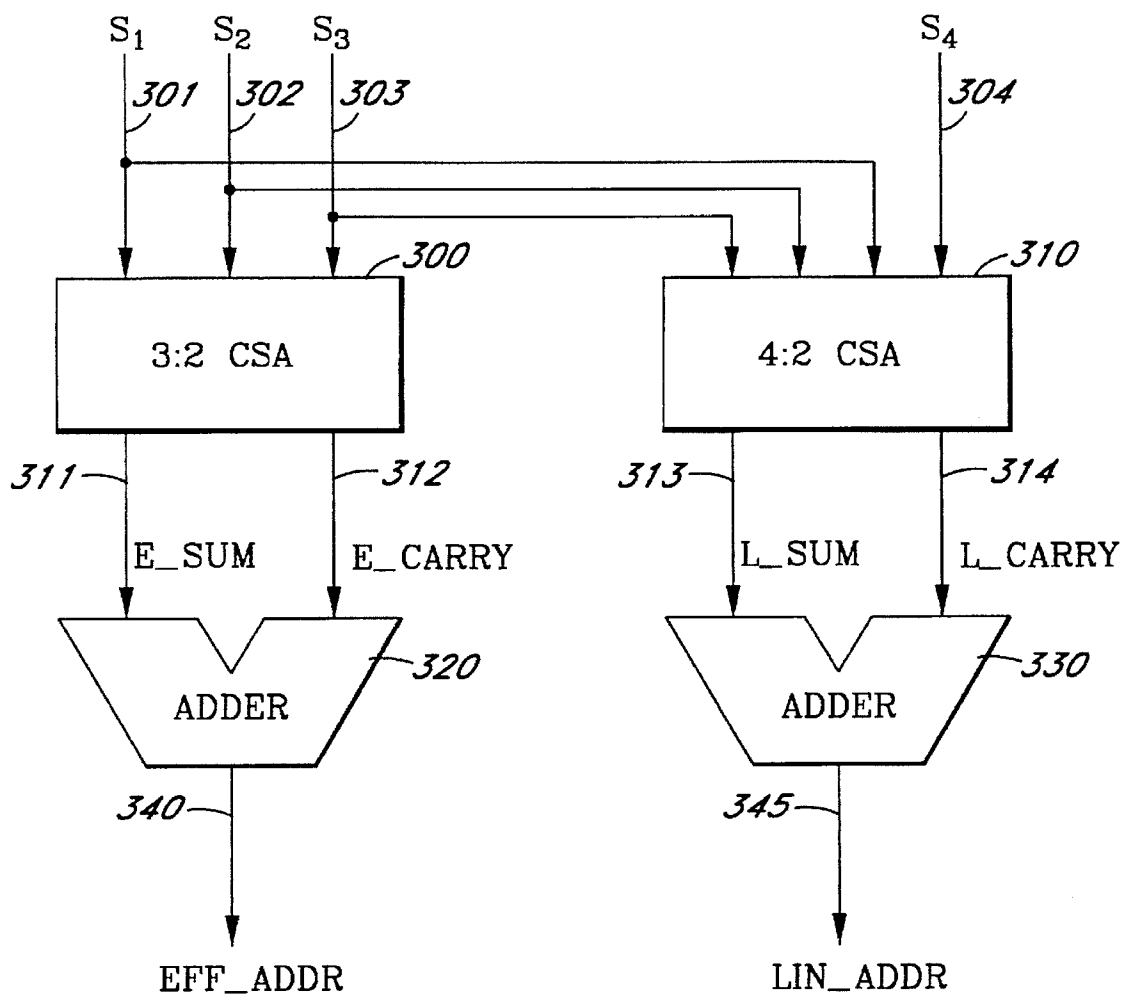 S1 S2 S3 S4
301 302 303 304
300 310
3:2 CSA 4:2 CSA
311 312 313 314
E_SUM E_CARRY L_SUM L_CARRY
320 330
ADDER ADDER
340 345
EFF_ADDR LIN_ADDR